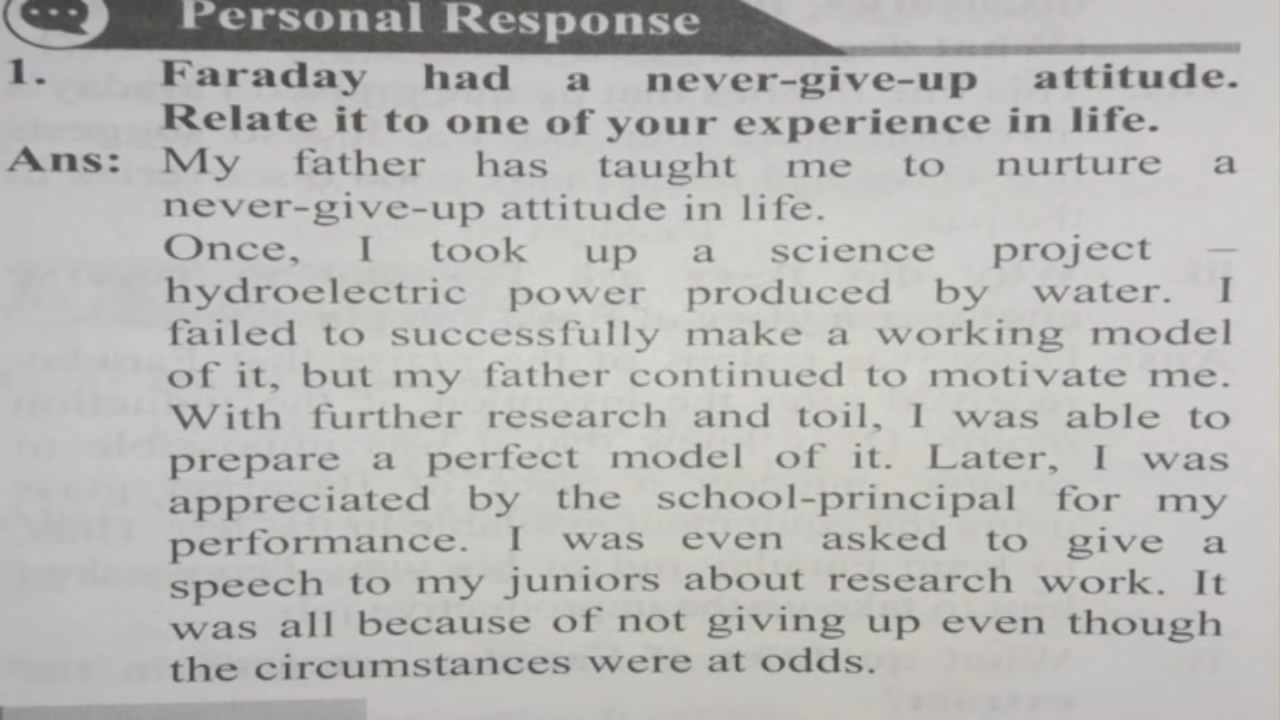 Personal Response
1. Faraday had a never-give-up attitude.
Relate it to one of your experience in life.
Ans: My father has taught me to nurture a
never-give-up attitude in life.
Once, I took up a science project –
hydroelectric power produced by water. I
failed to successfully make a working model
of it, but my father continued to motivate me.
With further research and toil, I was able to
prepare a perfect model of it. Later, I was
appreciated by the school-principal for my
performance. I was even asked to give a
speech to my juniors about research work. It
was all because of not giving up even though
the circumstances were at odds.